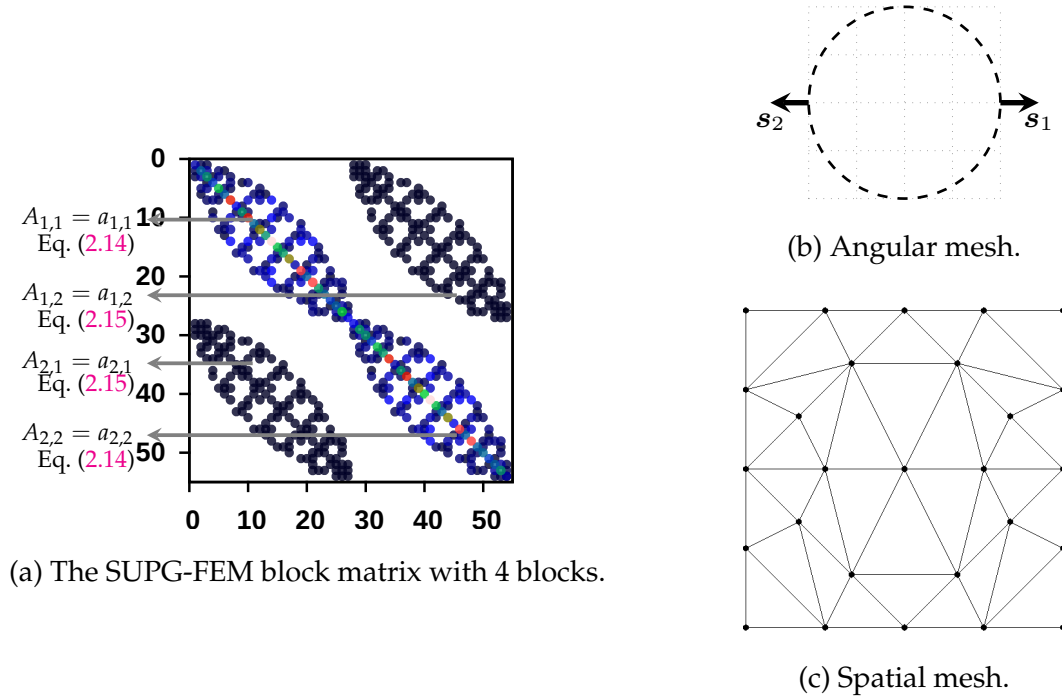 0
10
20
30
40
50
0 10 20 30 40 50
A1,1 = a1,1
Eq. (2.14)
A1,2 = a1,2
Eq. (2.15)
A2,1 = a2,1
Eq. (2.15)
A2,2 = a2,2
Eq. (2.14)
(a) The SUPG-FEM block matrix with 4 blocks.
s2
s1
(b) Angular mesh.
(c) Spatial mesh.